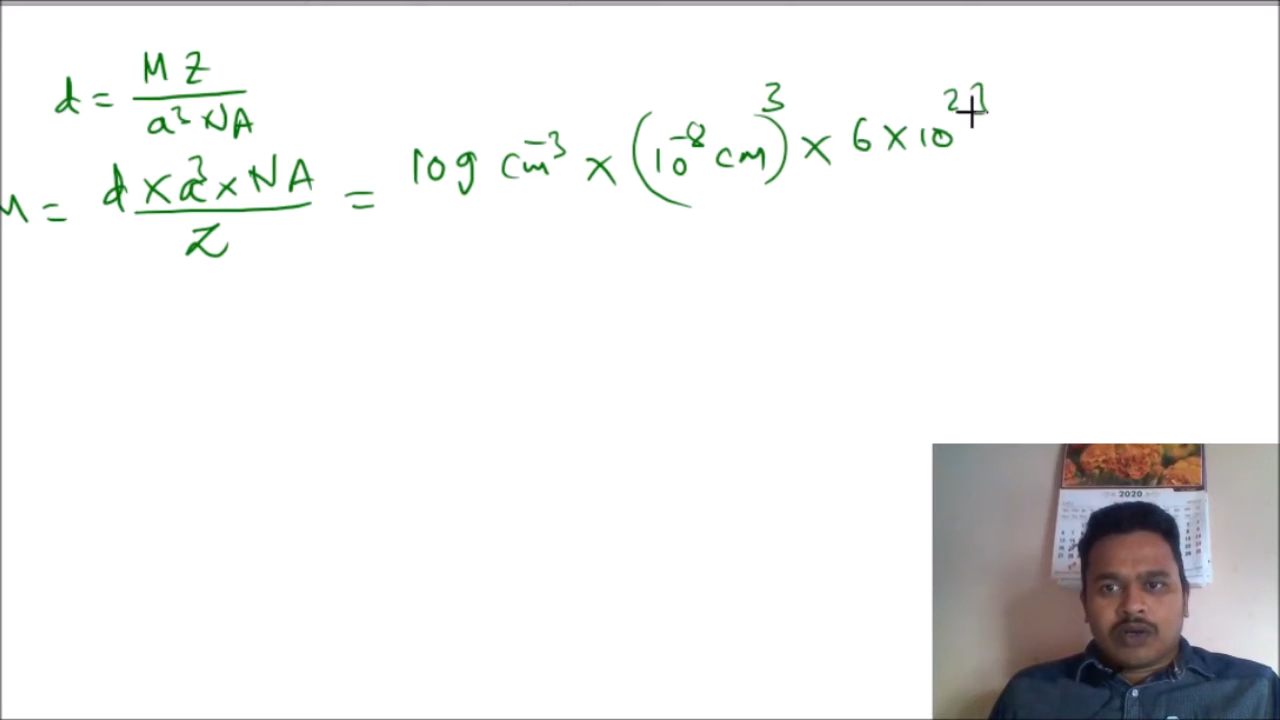 d = MZ / a³ × NA
M = d × a³ × NA / Z = 10g cm⁻³ × (10⁻⁸ cm)³ × 6 × 10²³
2020